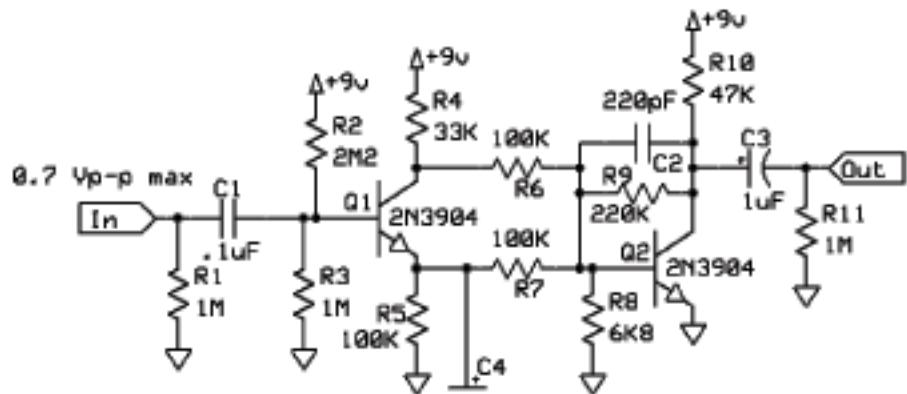 +9v
+9v
+9v
R10
47K
R4
33K
220pF
R2
2M2
100K
C3
C2
R9
0.7 Vp-p max
C1
R6
Out
Q1
220K
1uF
In
2N3904
R11
1M
.1uF
100K
Q2
2N3904
R1
1M
R3
1M
R7
R5
100K
R8
6K8
C4
+
+